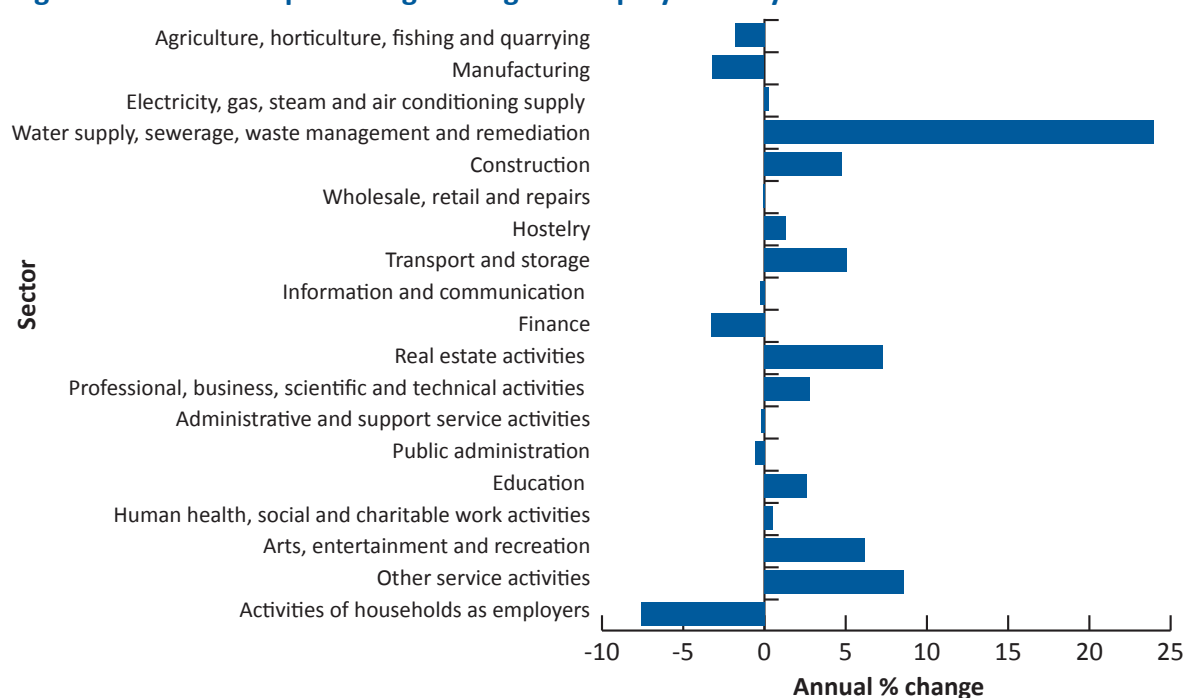 Agriculture, horticulture, fishing and quarrying
Manufacturing
Electricity, gas, steam and air conditioning supply
Water supply, sewerage, waste management and remediation
Construction
Wholesale, retail and repairs
Hostelry
Transport and storage
Information and communication
Finance
Real estate activities
Professional, business, scientific and technical activities
Administrative and support service activities
Public administration
Education
Human health, social and charitable work activities
Arts, entertainment and recreation
Other service activities
Activities of households as employers
Sector
-10 -5 0 5 10 15 20 25
Annual % change